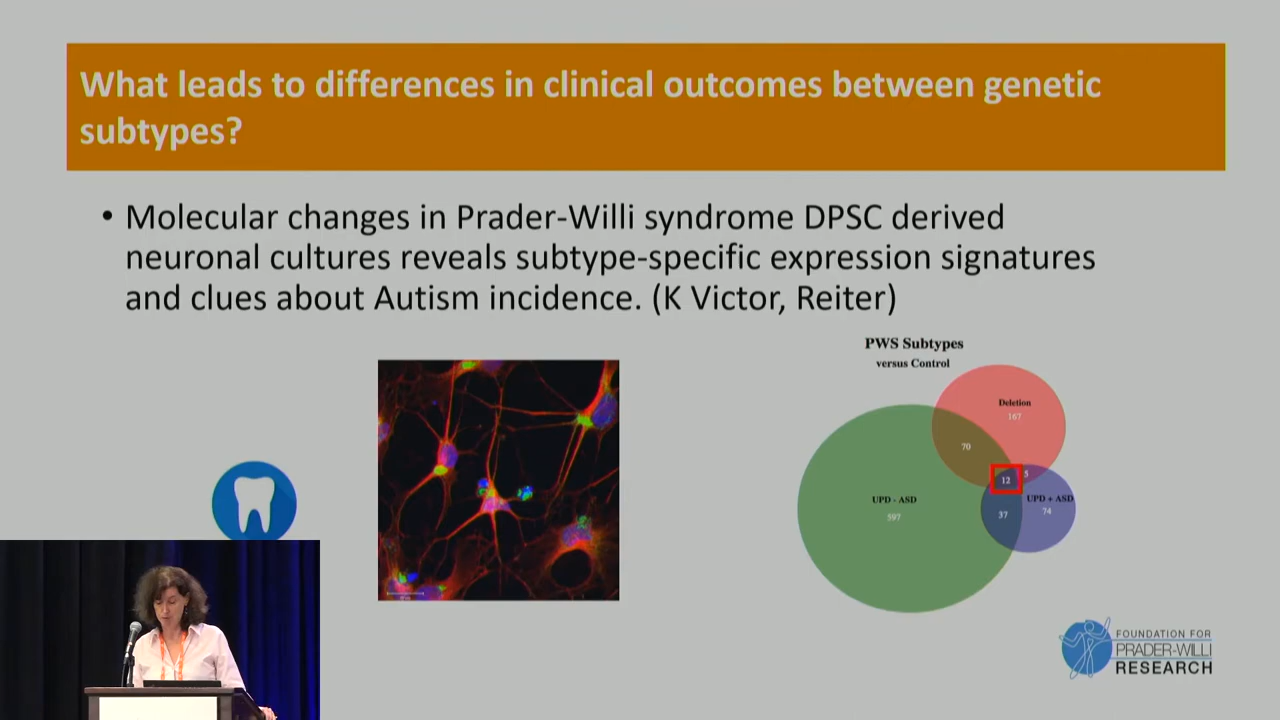 What leads to differences in clinical outcomes between genetic
subtypes?
• Molecular changes in Prader-Willi syndrome DPSC derived
neuronal cultures reveals subtype-specific expression signatures
and clues about Autism incidence. (K Victor, Reiter)
PWS Subtypes
versus Control
Deletion
167
70
5
12
UPD - ASD
597
UPD + ASD
74
37
FOUNDATION FOR
PRADER-WILLI
RESEARCH